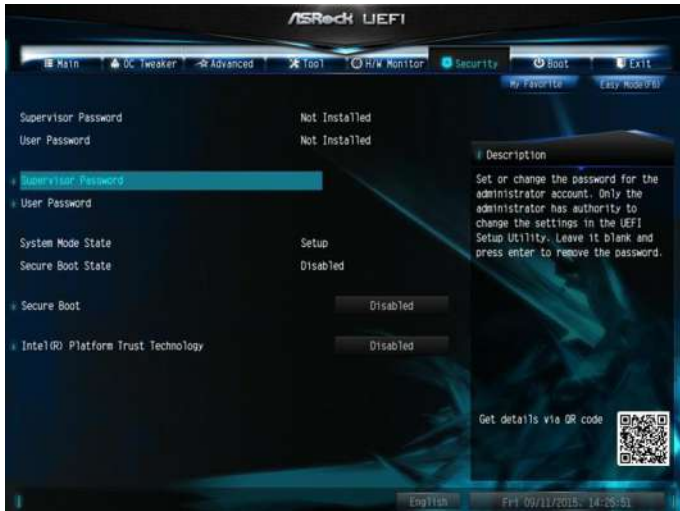 ASRock UEFI
Main OC Tweaker Advanced Tool H/W Monitor Security Boot Exit
My Favorite Easy Mode(F6)
Supervisor Password Not Installed
User Password Not Installed
Supervisor Password
User Password
System Mode State Setup
Secure Boot State Disabled
Secure Boot Disabled
Intel(R) Platform Trust Technology Disabled
Description
Set or change the password for the
administrator account. Only the
administrator has authority to
change the settings in the UEFI
Setup Utility. Leave it blank and
press enter to remove the password.
Get details via QR code
English Fri 09/11/2015. 14:25:51